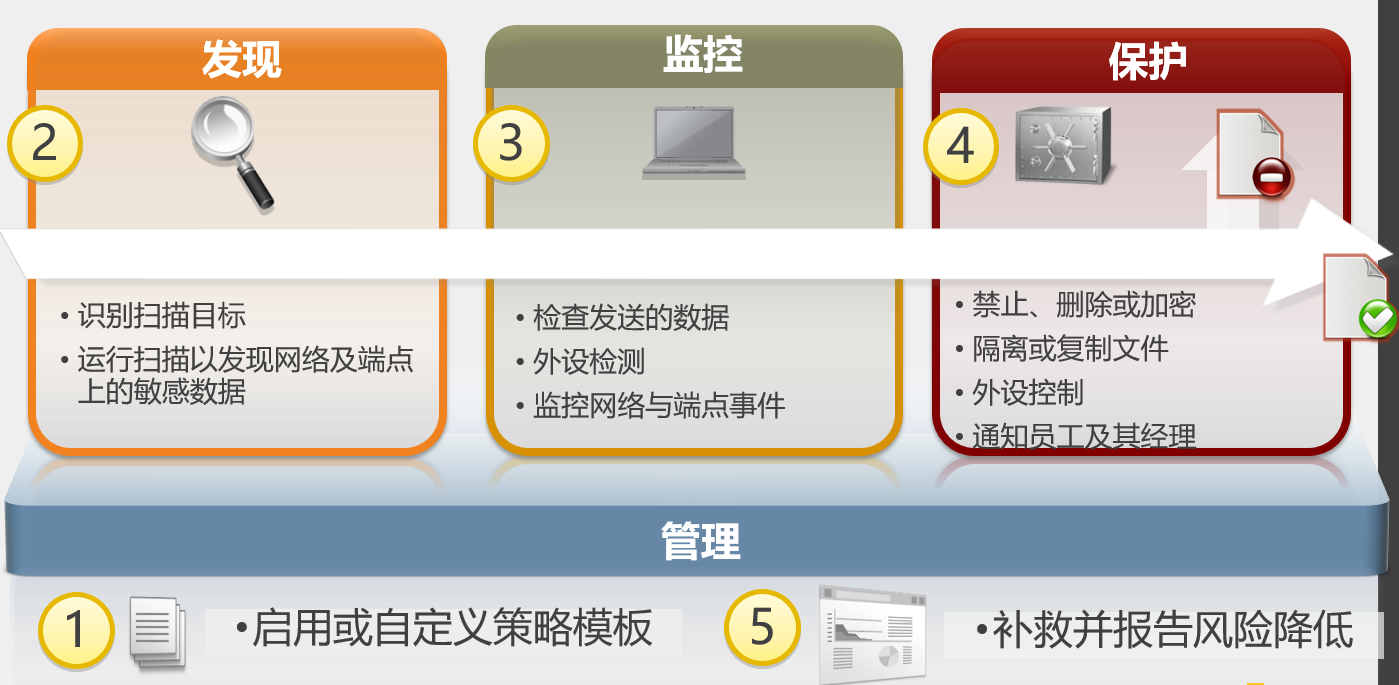 发现
2
• 识别扫描目标
• 运行扫描以发现网络及端点
上的敏感数据
监控
3
• 检查发送的数据
• 外设检测
• 监控网络与端点事件
保护
4
• 禁止、删除或加密
• 隔离或复制文件
• 外设控制
• 通知员工及其经理
管理
1
•启用或自定义策略模板
5
•补救并报告风险降低